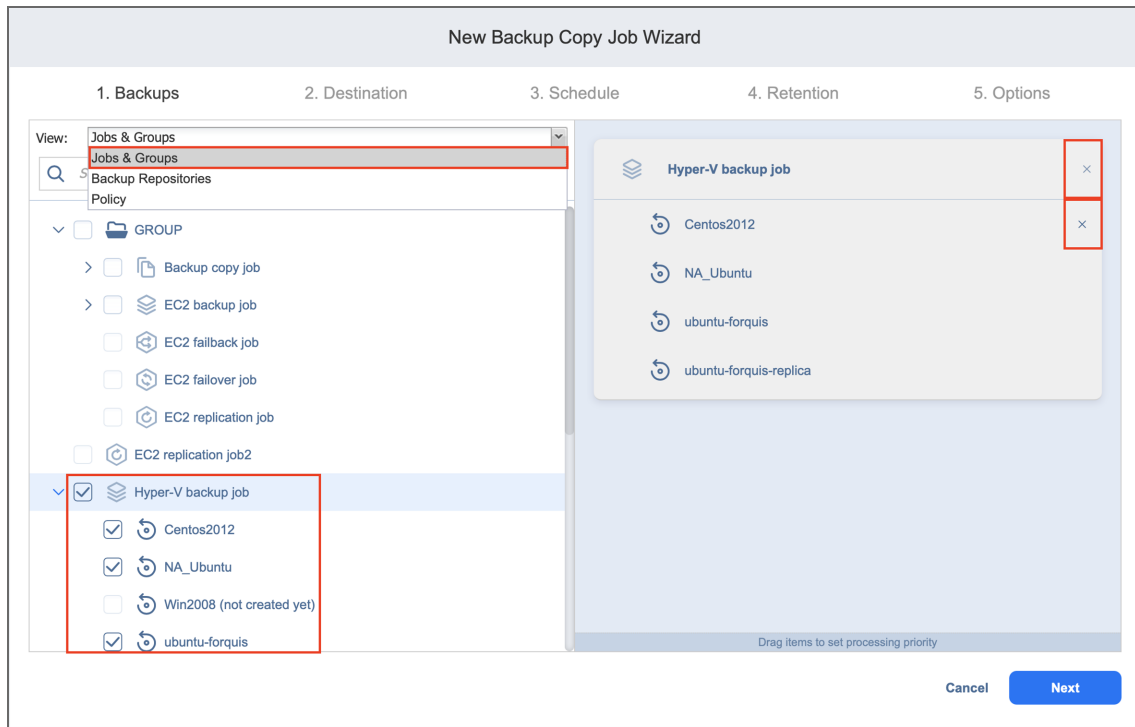 New Backup Copy Job Wizard
1. Backups
2. Destination
3. Schedule
4. Retention
5. Options
View:
Jobs & Groups
Jobs & Groups
Backup Repositories
Policy
GROUP
Backup copy job
EC2 backup job
EC2 failback job
EC2 failover job
EC2 replication job
EC2 replication job2
Hyper-V backup job
Centos2012
NA_Ubuntu
Win2008 (not created yet)
ubuntu-forquis
Hyper-V backup job
Centos2012
NA_Ubuntu
ubuntu-forquis
ubuntu-forquis-replica
Drag items to set processing priority
Cancel
Next